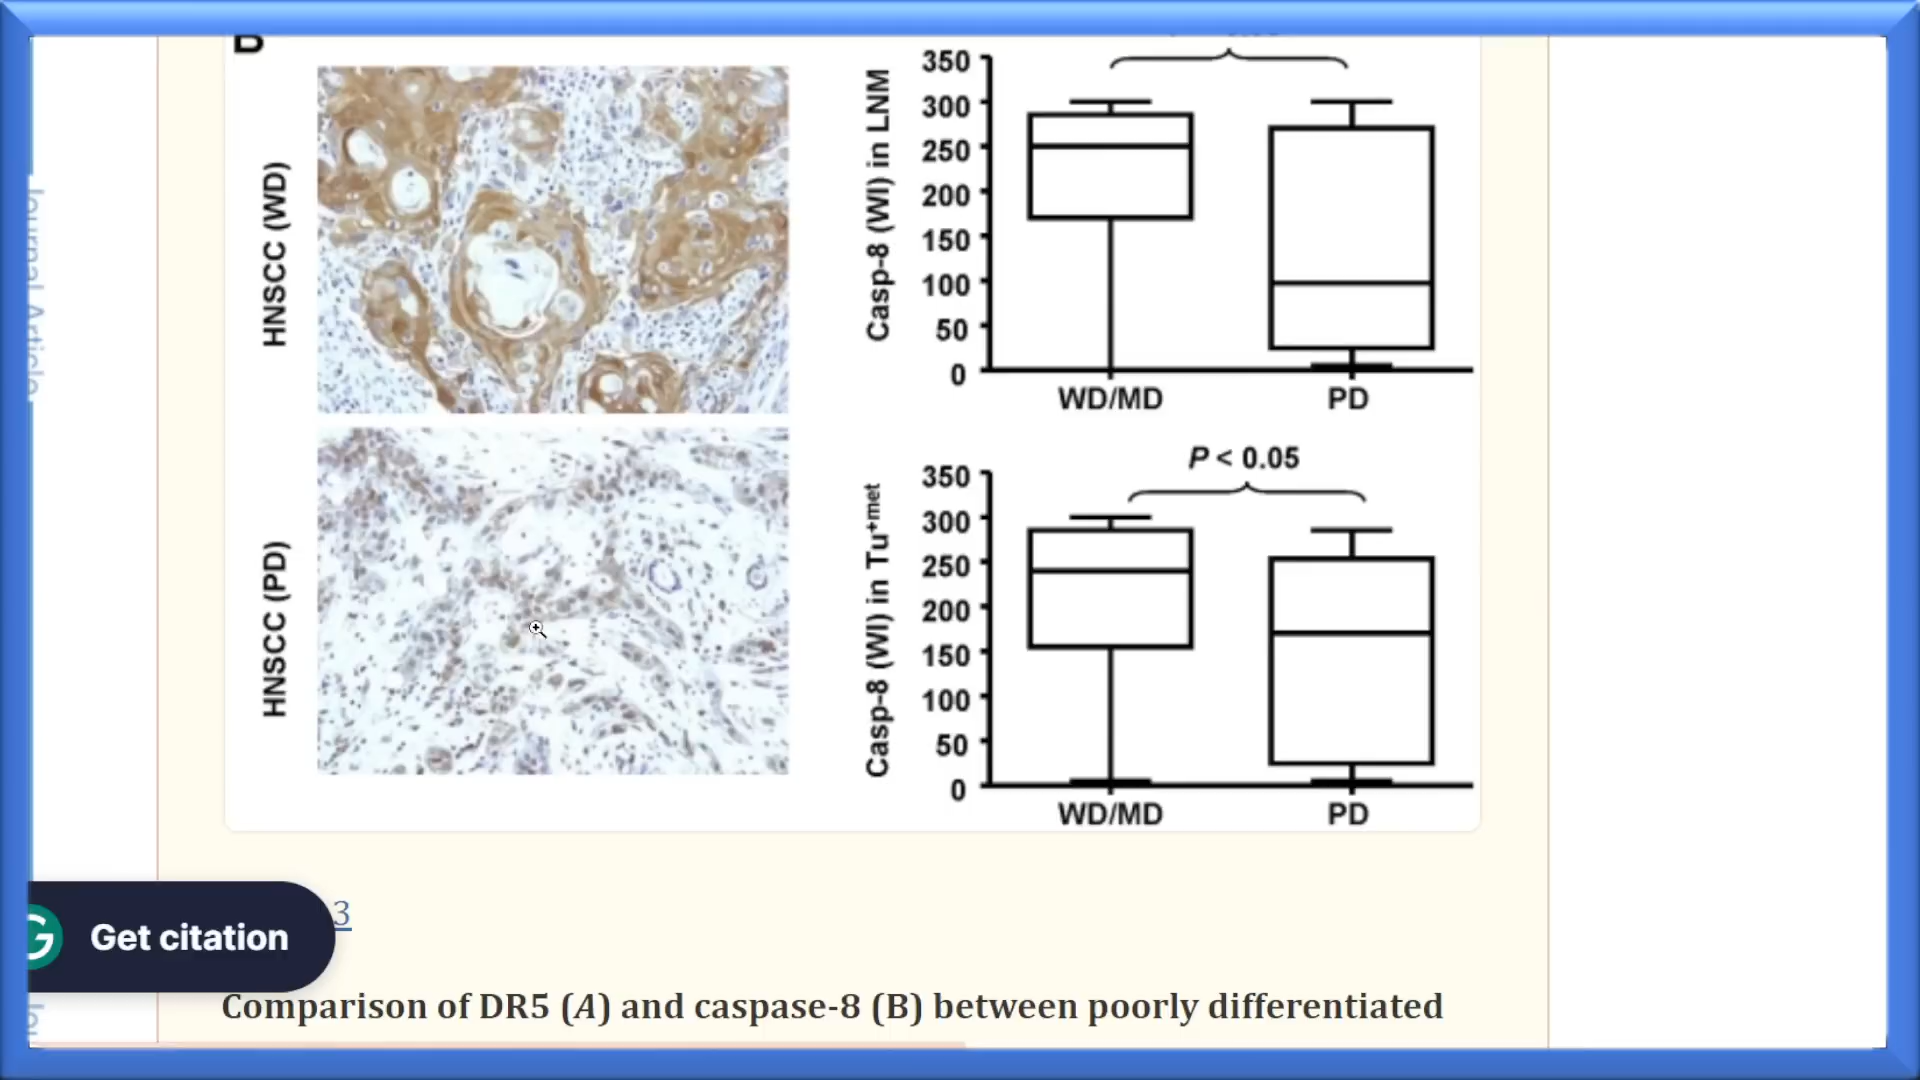 B
HNSCC (WD)
HNSCC (PD)
Casp-8 (WI) in LNM
350
300
250
200
150
100
50
0
WD/MD PD
P < 0.05
Casp-8 (WI) in Tu+met
350
300
250
200
150
100
50
0
WD/MD PD
Journal Article
3
G Get citation
Comparison of DR5 (A) and caspase-8 (B) between poorly differentiated